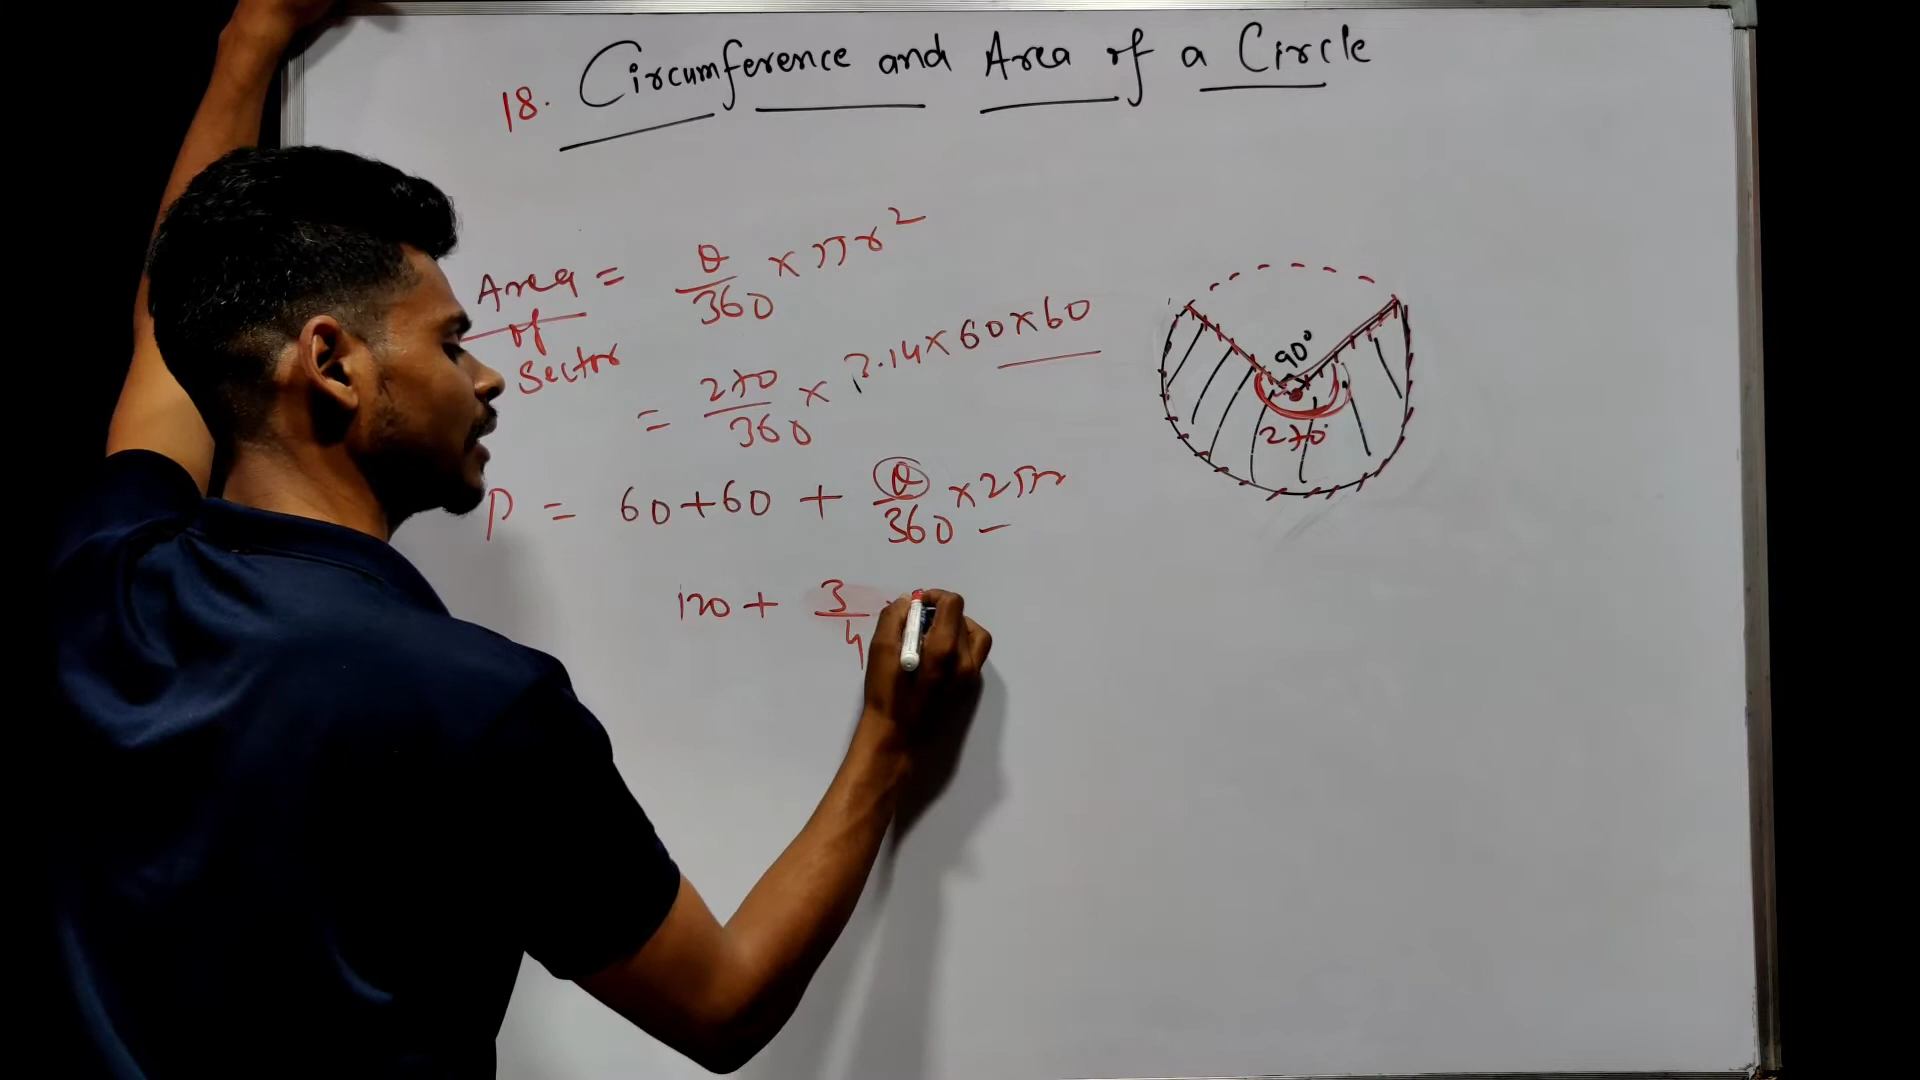 18. Circumference and Area of a Circle
Area of Sector = θ/360 × πr²
= 270/360 × 3.14×60×60
P = 60+60 + θ/360 × 2πr
120 + 3/4
90°
270°